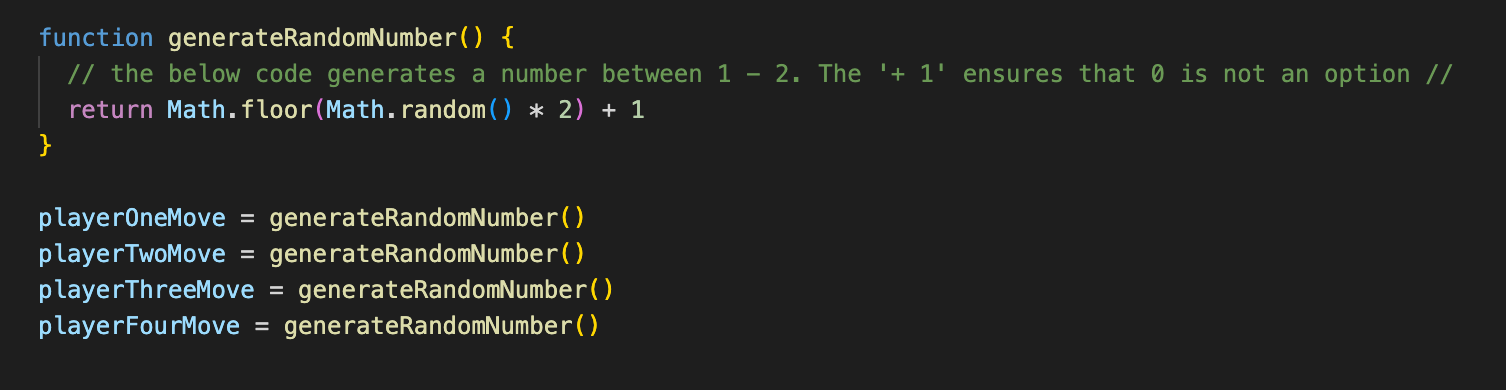 function generateRandomNumber() {
// the below code generates a number between 1 - 2. The '+ 1' ensures that 0 is not an option //
return Math.floor(Math.random() * 2) + 1
}
playerOneMove = generateRandomNumber()
playerTwoMove = generateRandomNumber()
playerThreeMove = generateRandomNumber()
playerFourMove = generateRandomNumber()